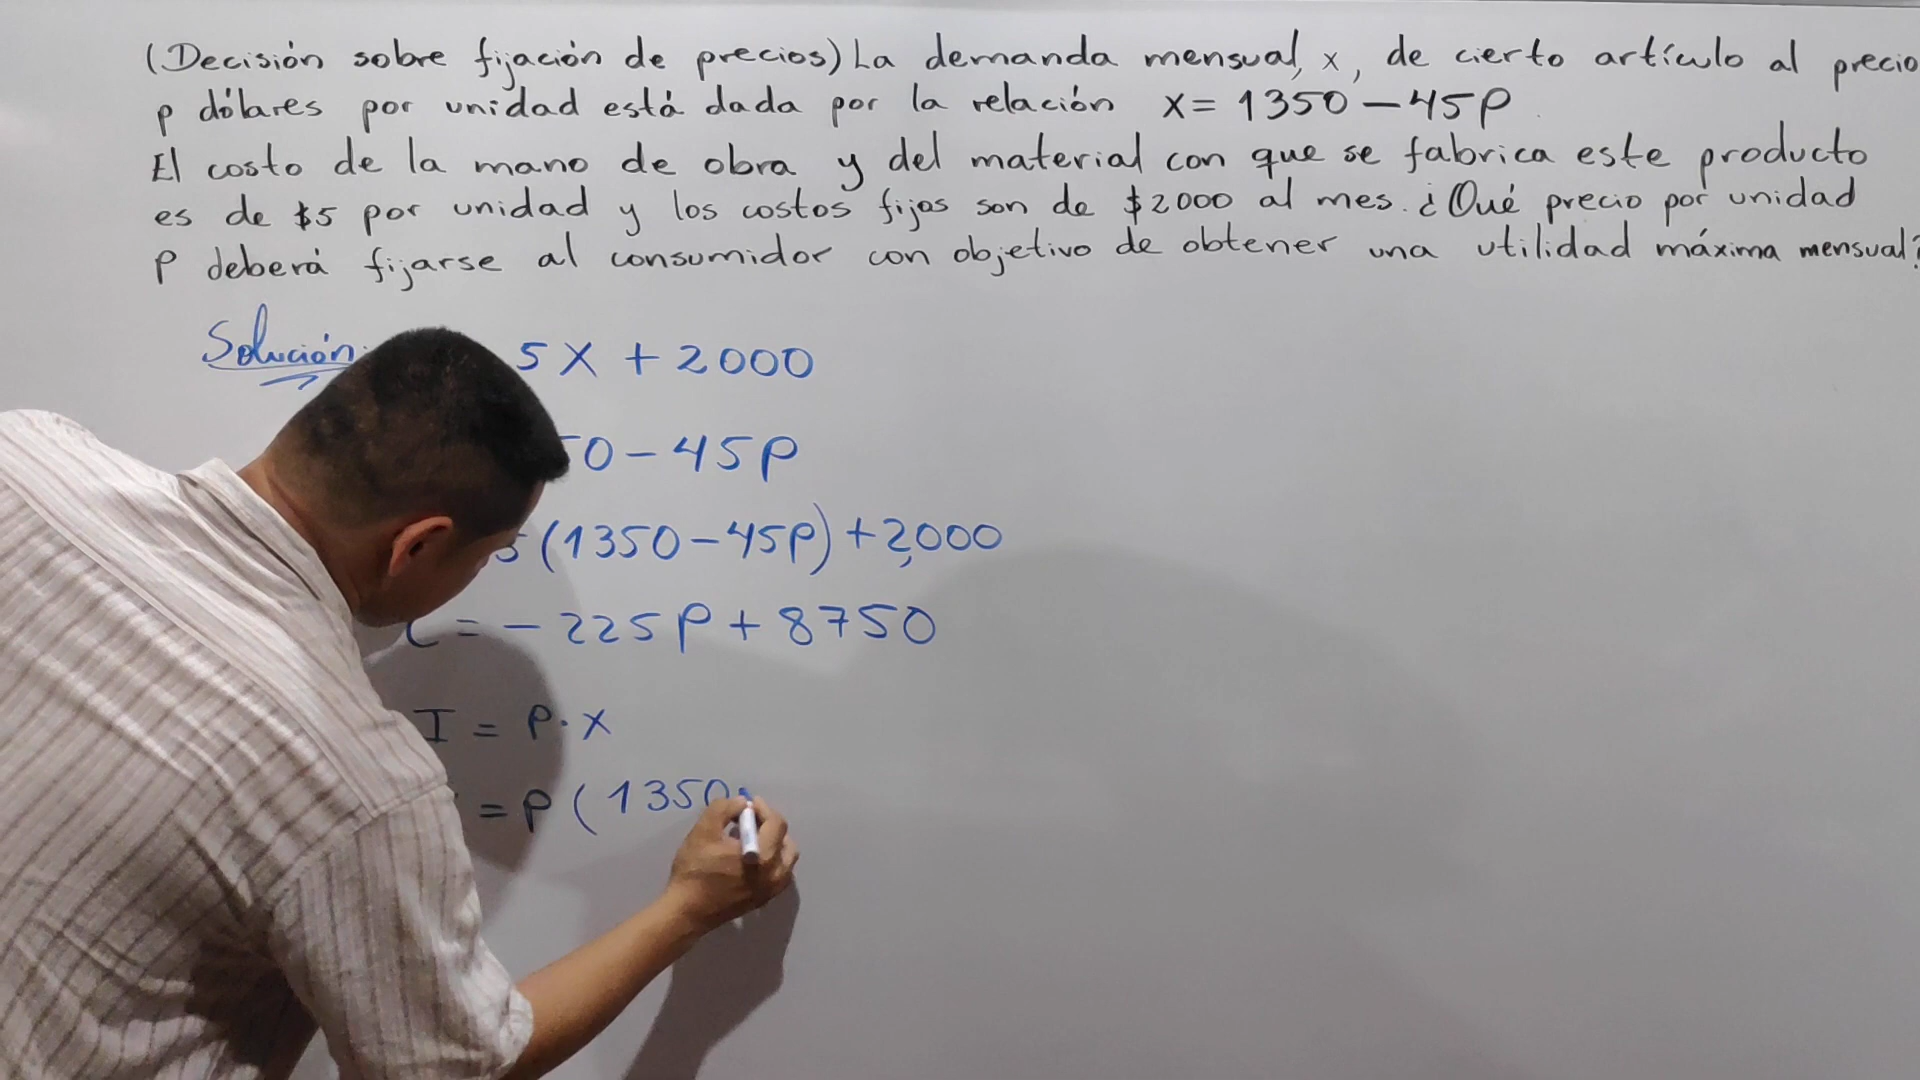 (Decisión sobre fijación de precios) La demanda mensual, x, de cierto artículo al precio
p dólares por unidad está dada por la relación x = 1350 - 45p
El costo de la mano de obra y del material con que se fabrica este producto
es de $5 por unidad y los costos fijos son de $2000 al mes. ¿Qué precio por unidad
P deberá fijarse al consumidor con objetivo de obtener una utilidad máxima mensual?
Solución:
5x + 2000
50 - 45p
5(1350 - 45p) + 2,000
C = - 225p + 8750
I = p · x
= p ( 1350